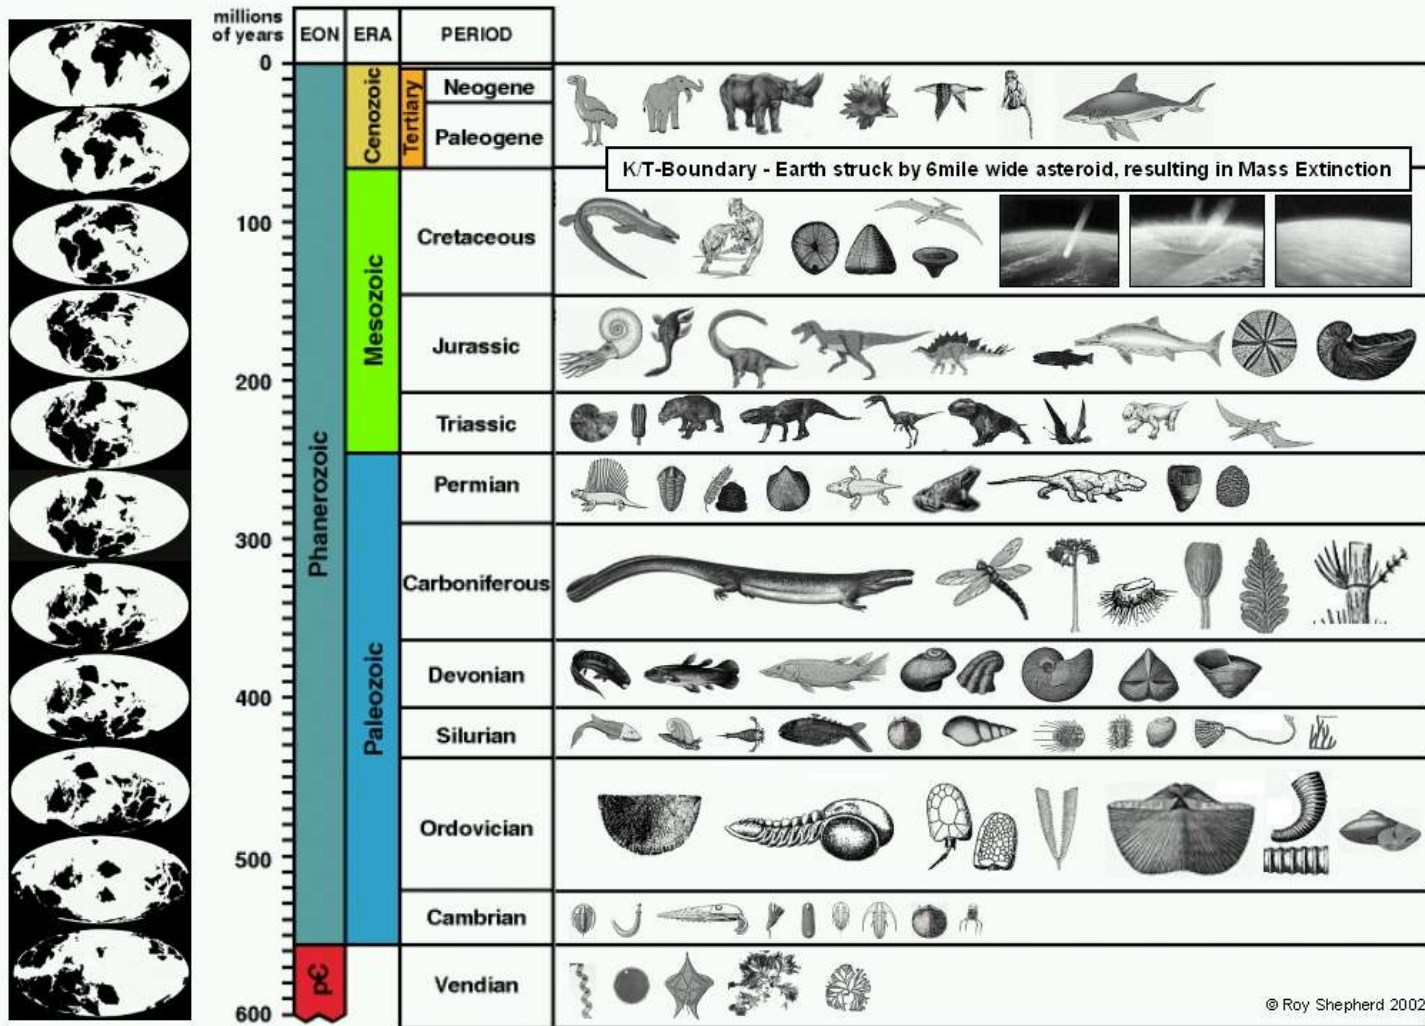 millions
of years
EON
ERA
PERIOD
0
Phanerozoic
Cenozoic
Tertiary
Neogene
Paleogene
K/T-Boundary - Earth struck by 6mile wide asteroid, resulting in Mass Extinction
100
Mesozoic
Cretaceous
Jurassic
200
Triassic
Paleozoic
Permian
300
Carboniferous
Devonian
400
Silurian
Ordovician
500
Cambrian
p€
Vendian
600
© Roy Shepherd 2002